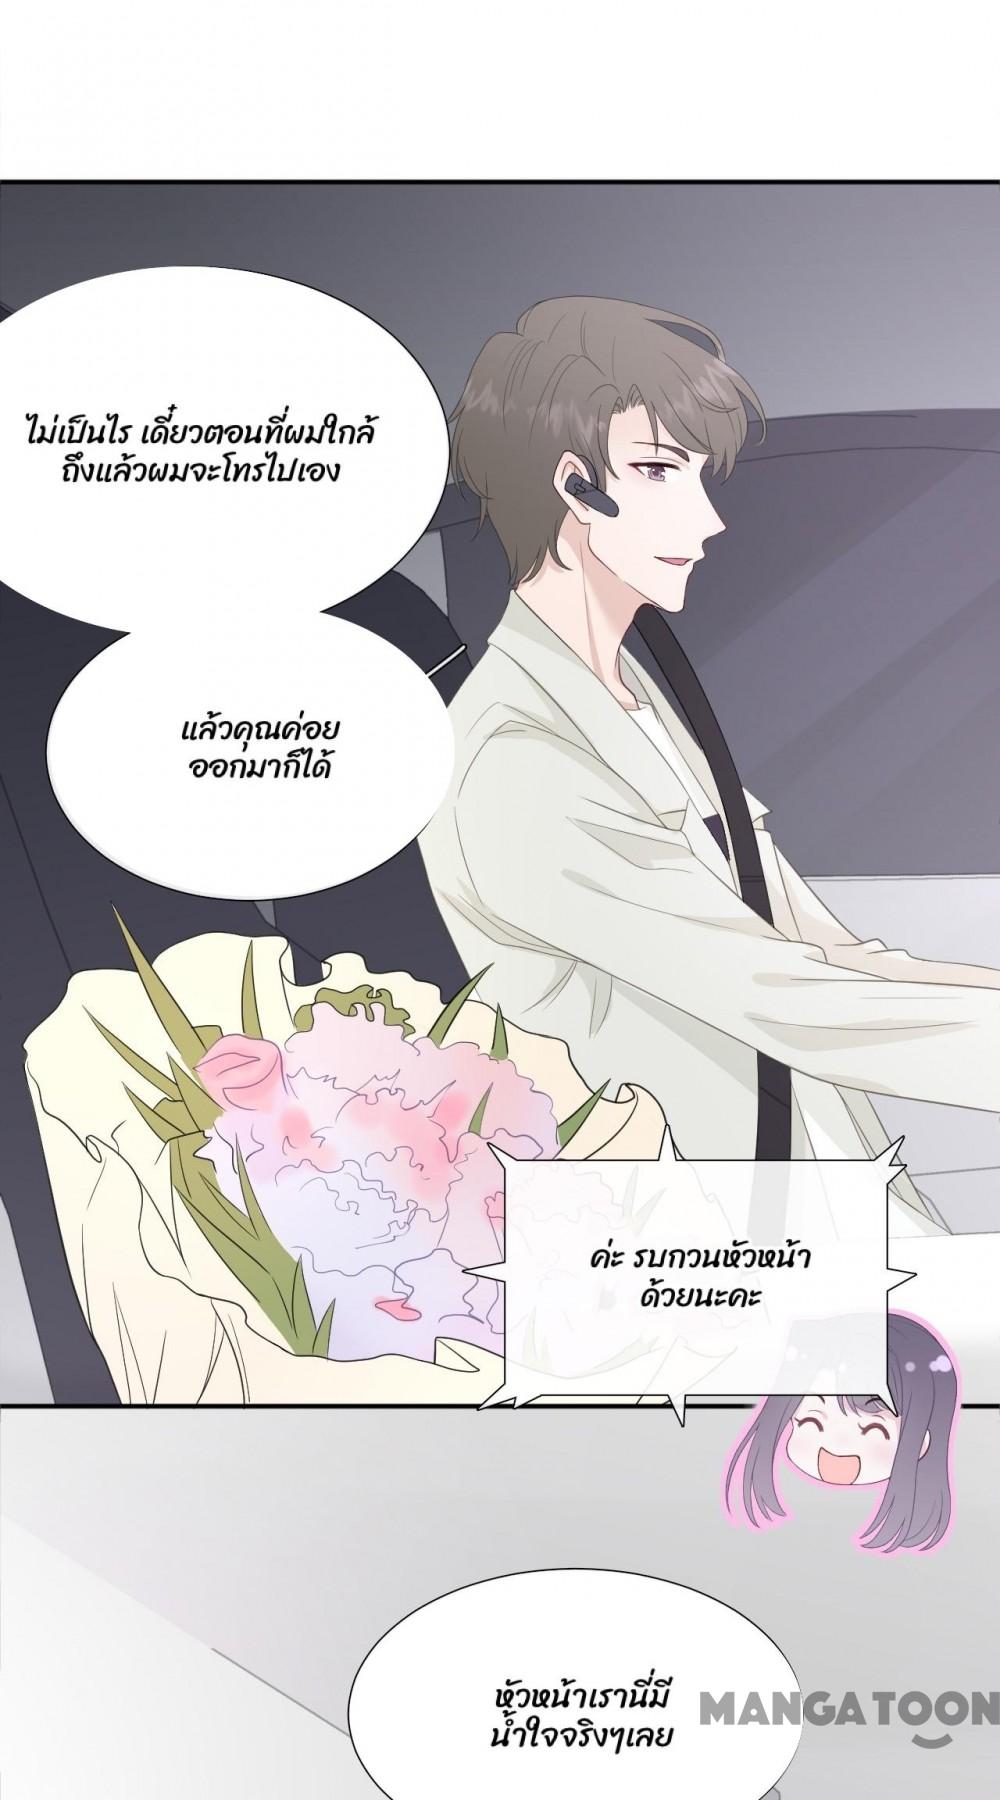 ไม่เป็นไร เดี๋ยวตอนที่ผมใกล้
ถึงแล้วผมจะโทรไปเอง
แล้วคุณค่อย
ออกมาก็ได้
ค่ะ รบกวนหัวหน้า
ด้วยนะคะ
หัวหน้าเรานี่มี
น้ำใจจริงๆเลย
MANGATOON